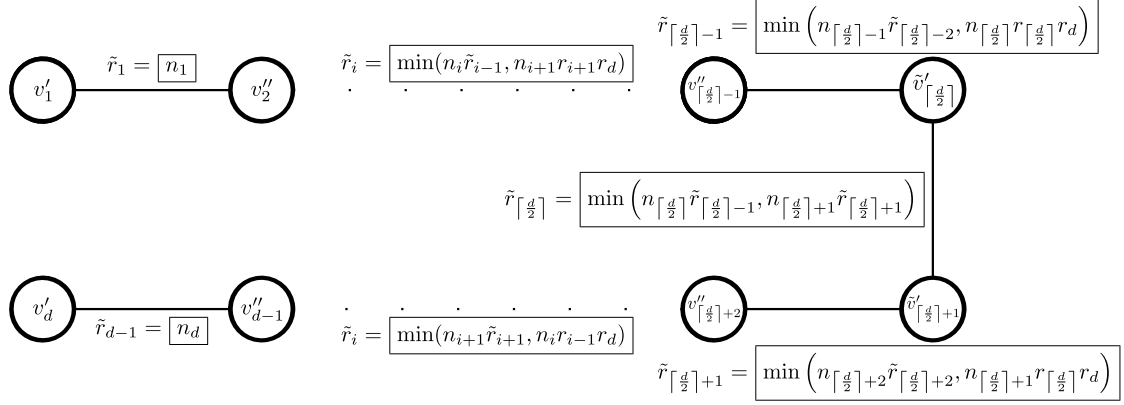 r̃_{⌈d/2⌉−1} = min(n_{⌈d/2⌉−1} r̃_{⌈d/2⌉−2}, n_{⌈d/2⌉} r_{⌈d/2⌉} r_d)
r̃_1 = n_1
r̃_i = min(n_i r̃_{i−1}, n_{i+1} r_{i+1} r_d)
v′_1 v″_2 . . . . . . v″_{⌈d/2⌉−1} ṽ′_{⌈d/2⌉}
r̃_{⌈d/2⌉} = min(n_{⌈d/2⌉} r̃_{⌈d/2⌉−1}, n_{⌈d/2⌉+1} r̃_{⌈d/2⌉+1})
v′_d v″_{d−1} . . . . . . v″_{⌈d/2⌉+2} ṽ′_{⌈d/2⌉+1}
r̃_{d−1} = n_d
r̃_i = min(n_{i+1} r̃_{i+1}, n_i r_{i−1} r_d)
r̃_{⌈d/2⌉+1} = min(n_{⌈d/2⌉+2} r̃_{⌈d/2⌉+2}, n_{⌈d/2⌉+1} r_{⌈d/2⌉} r_d)